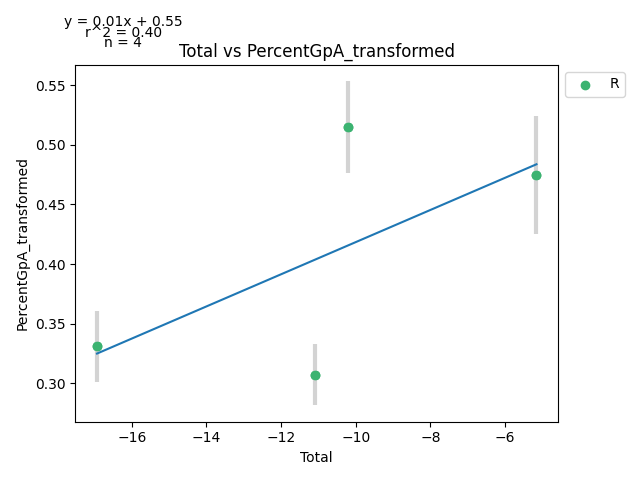 y = 0.01x + 0.55
r^2 = 0.40
n = 4
Total vs PercentGpA_transformed
R
0.55
0.50
0.45
0.40
0.35
0.30
PercentGpA_transformed
−16
−14
−12
−10
−8
−6
Total